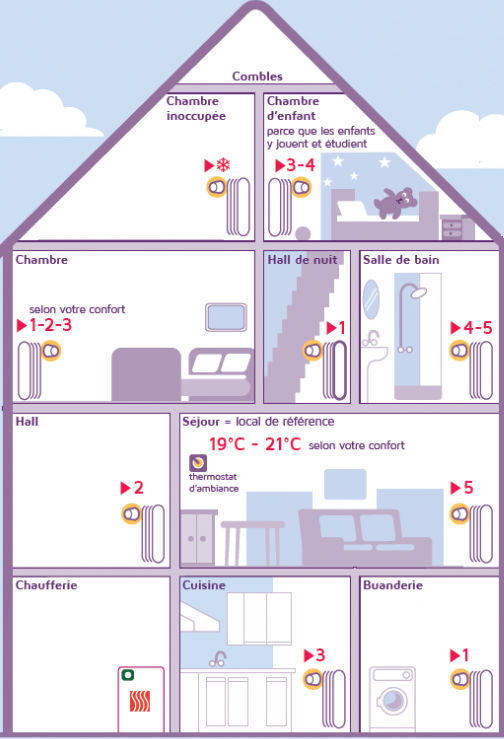 Combles
Chambre
inoccupée
❄
Chambre
d'enfant
parce que les enfants
y jouent et étudient
3-4
Chambre
selon votre confort
1-2-3
Hall de nuit
1
Salle de bain
4-5
Hall
2
Séjour = local de référence
19°C - 21°C selon votre confort
thermostat
d'ambiance
5
Chaufferie
Cuisine
3
Buanderie
1